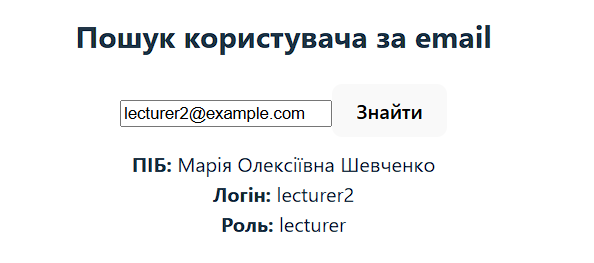 Пошук користувача за email
lecturer2@example.com Знайти
ПІБ: Марія Олексіївна Шевченко
Логін: lecturer2
Роль: lecturer